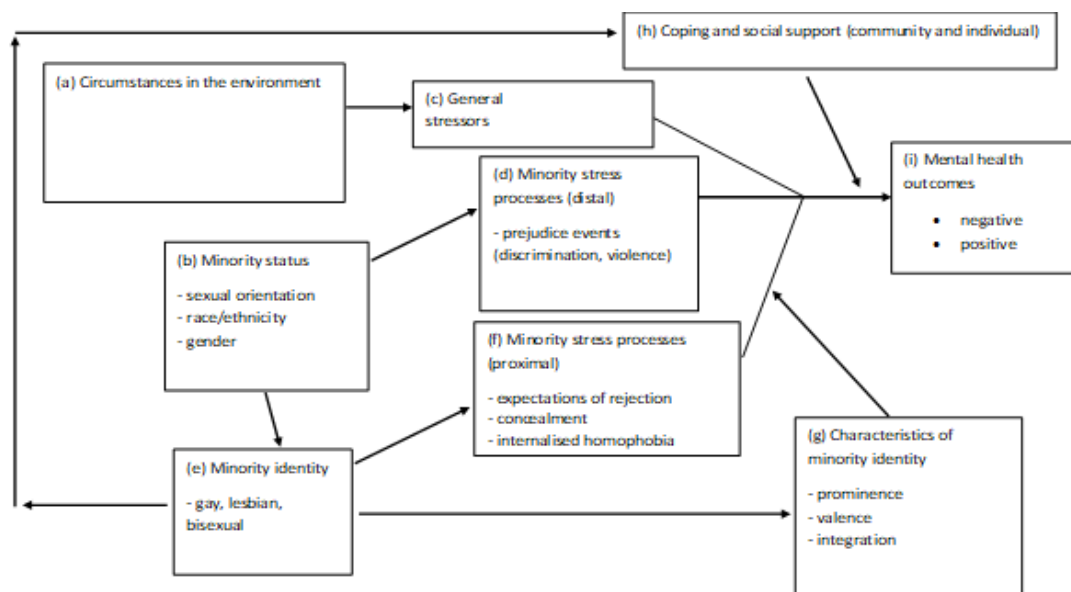 (h) Coping and social support (community and individual)
(a) Circumstances in the environment
(c) General
stressors
(d) Minority stress
processes (distal)
- prejudice events
(discrimination, violence)
(i) Mental health
outcomes
• negative
• positive
(b) Minority status
- sexual orientation
- race/ethnicity
- gender
(f) Minority stress processes
(proximal)
- expectations of rejection
- concealment
- internalised homophobia
(e) Minority identity
- gay, lesbian,
bisexual
(g) Characteristics of
minority identity
- prominence
- valence
- integration